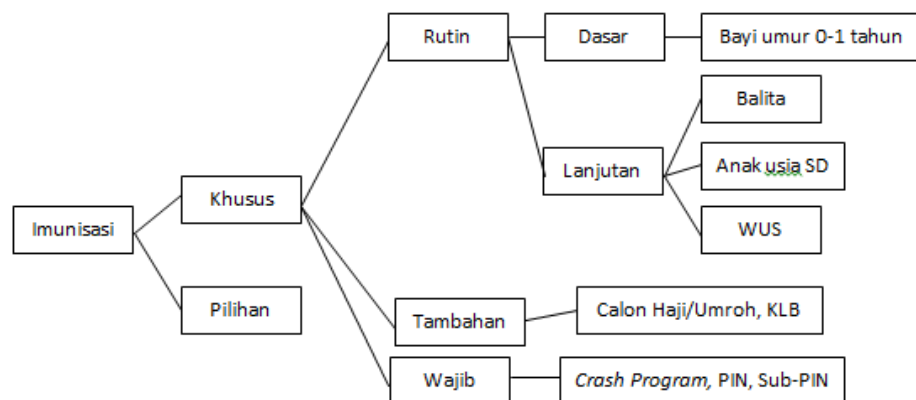 Rutin
Dasar
Bayi umur 0-1 tahun
Balita
Lanjutan
Anak usia SD
Khusus
WUS
Imunisasi
Pilihan
Tambahan
Calon Haji/Umroh, KLB
Wajib
Crash Program, PIN, Sub-PIN